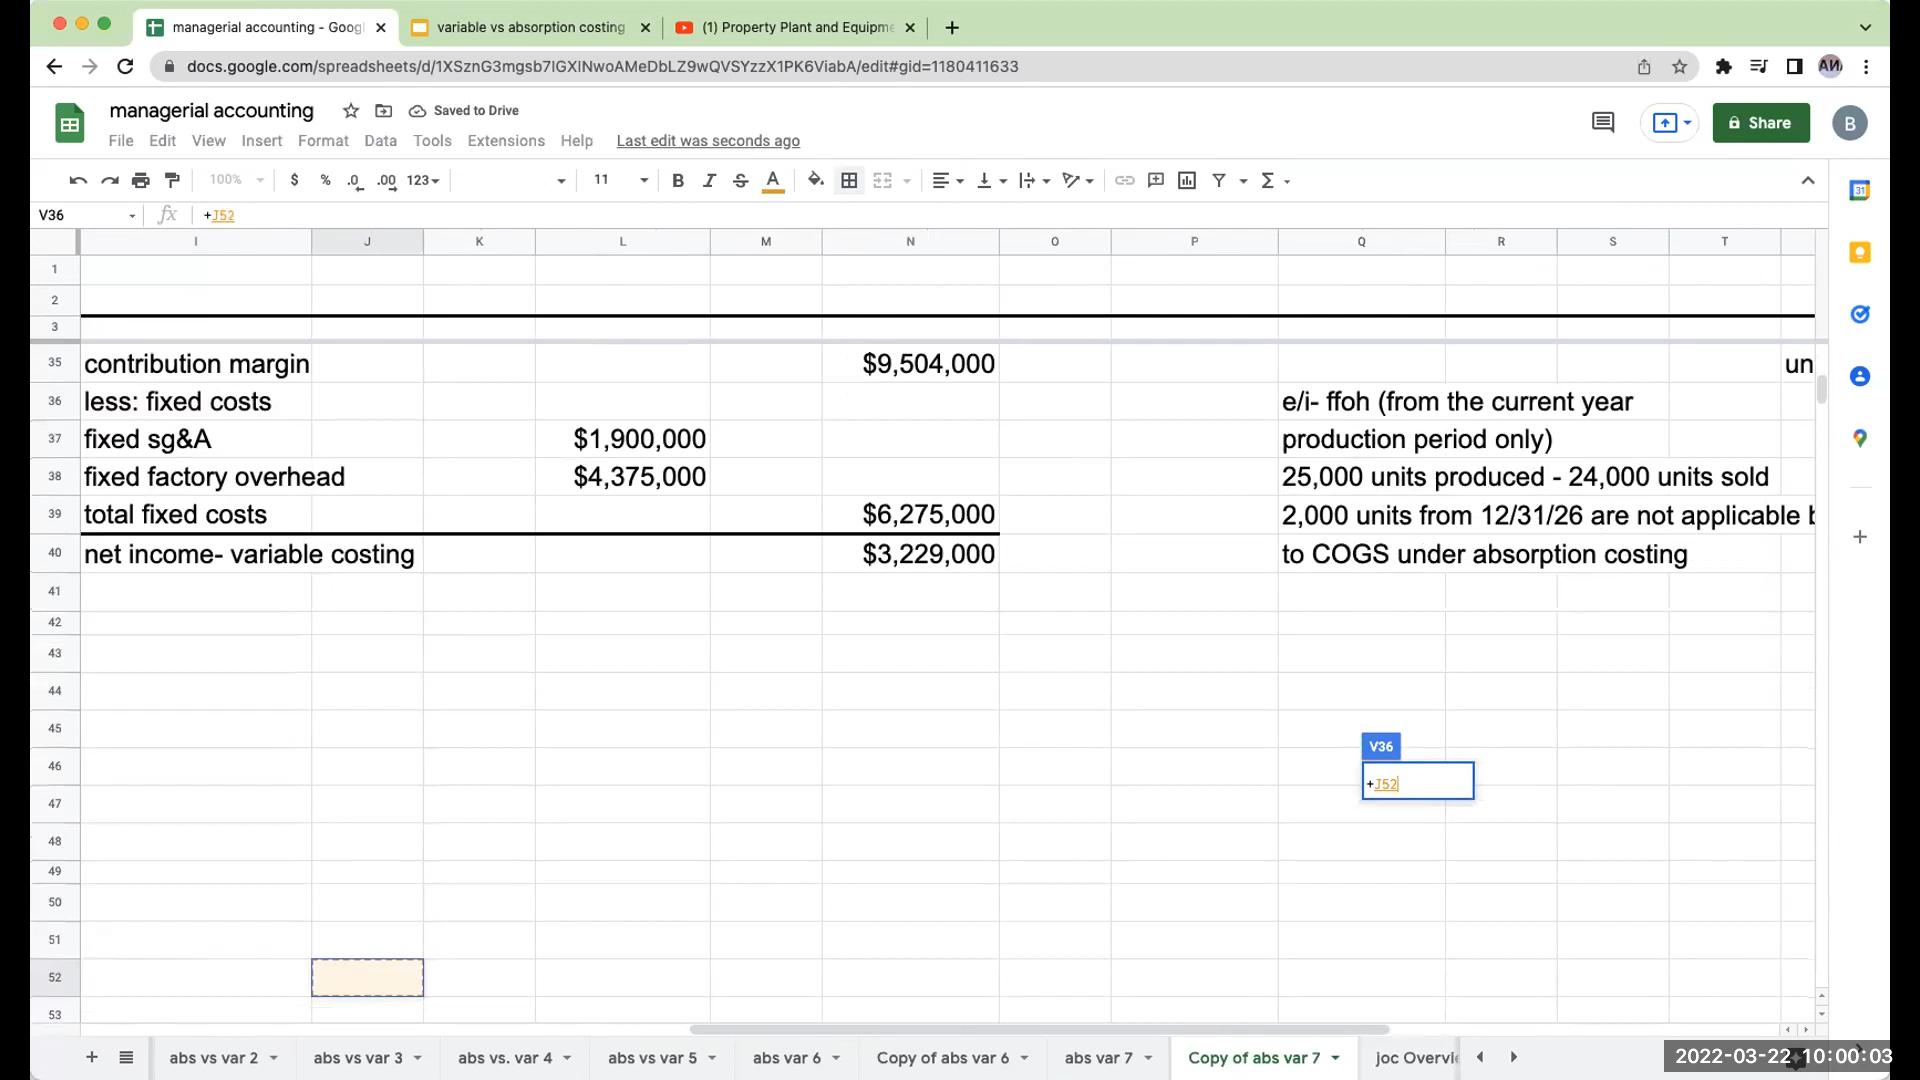 managerial accounting - Goog
variable vs absorption costing
(1) Property Plant and Equipme
docs.google.com/spreadsheets/d/1XSznG3mgsb7lGXlNwoAMeDbLZ9wQVSYzzX1PK6ViabA/edit#gid=1180411633
managerial accounting
Saved to Drive
File Edit View Insert Format Data Tools Extensions Help Last edit was seconds ago
Share
B
100% $ % .0 .00 123 11 B I S A
V36 fx +J52
I J K L M N O P Q R S T
1
2
3
35 contribution margin $9,504,000 un
36 less: fixed costs e/i- ffoh (from the current year
37 fixed sg&A $1,900,000 production period only)
38 fixed factory overhead $4,375,000 25,000 units produced - 24,000 units sold
39 total fixed costs $6,275,000 2,000 units from 12/31/26 are not applicable b
40 net income- variable costing $3,229,000 to COGS under absorption costing
41
42
43
44
45
V36
46
+J52
47
48
49
50
51
52
53
abs vs var 2 abs vs var 3 abs vs. var 4 abs vs var 5 abs var 6 Copy of abs var 6 abs var 7 Copy of abs var 7 joc Overvie
2022-03-22 10:00:03